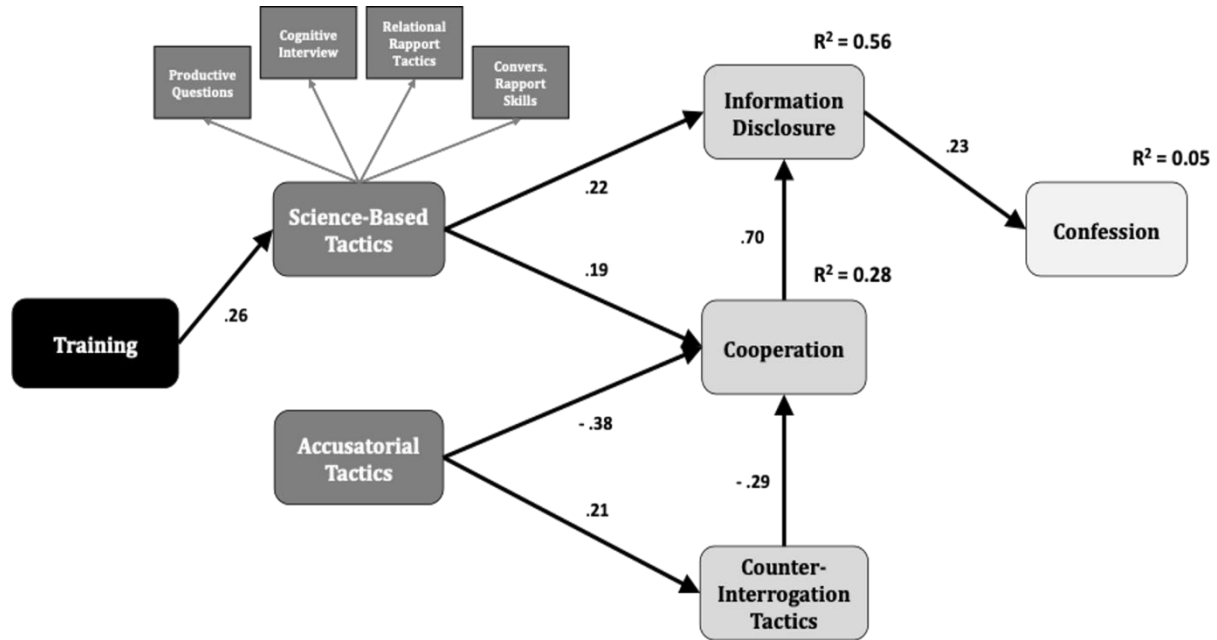 Productive
Questions
Cognitive
Interview
Relational
Rapport
Tactics
Convers.
Rapport
Skills
R² = 0.56
Information
Disclosure
.23
R² = 0.05
Confession
Science-Based
Tactics
.22
.19
.70
R² = 0.28
.26
Training
Cooperation
Accusatorial
Tactics
- .38
.21
- .29
Counter-
Interrogation
Tactics